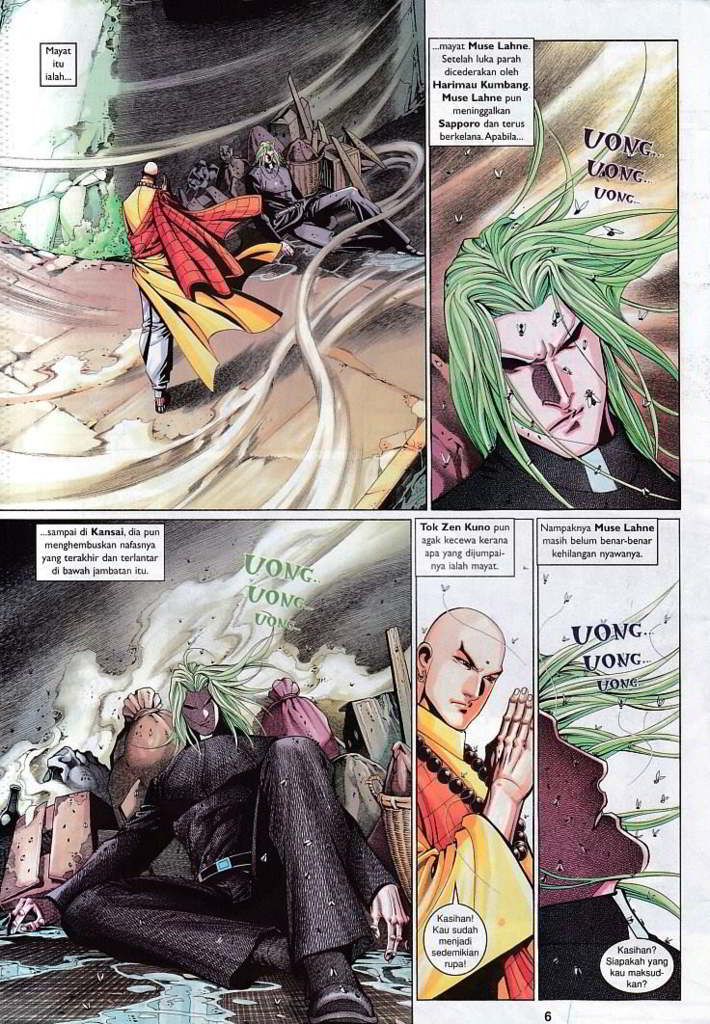 Mayat
itu
ialah...
...mayat Muse Lahne.
Setelah luka parah
dicederakan oleh
Harimau Kumbang.
Muse Lahne pun
meninggalkan
Sapporo dan terus
berkelana. Apabila...
UONG...
UONG...
UONG...
...sampai di Kansai, dia pun
menghembuskan nafasnya
yang terakhir dan terlantar
di bawah jambatan itu.
UONG...
UONG...
UONG...
Tok Zen Kuno pun
agak kecewa kerana
apa yang dijumpai-
nya ialah mayat.
Kasihan!
Kau sudah
menjadi
sedemikian
rupa!
Nampaknya Muse Lahne
masih belum benar-benar
kehilangan nyawanya.
UONG...
UONG...
UONG...
Kasihan?
Siapakah yang
kau maksud-
kan?
6